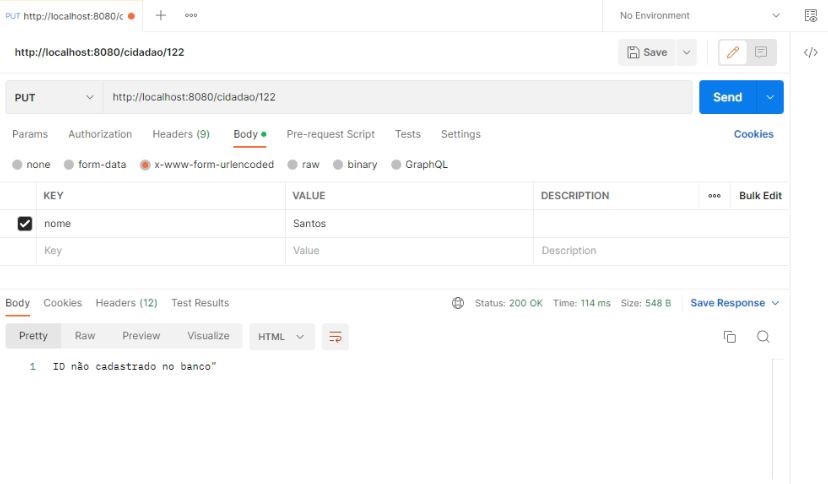 PUT http://localhost:8080/c
No Environment
http://localhost:8080/cidadao/122
Save
PUT
http://localhost:8080/cidadao/122
Send
Params Authorization Headers (9) Body Pre-request Script Tests Settings Cookies
none form-data x-www-form-urlencoded raw binary GraphQL
KEY VALUE DESCRIPTION Bulk Edit
nome Santos
Key Value Description
Body Cookies Headers (12) Test Results Status: 200 OK Time: 114 ms Size: 548 B Save Response
Pretty Raw Preview Visualize HTML
1 ID não cadastrado no banco"